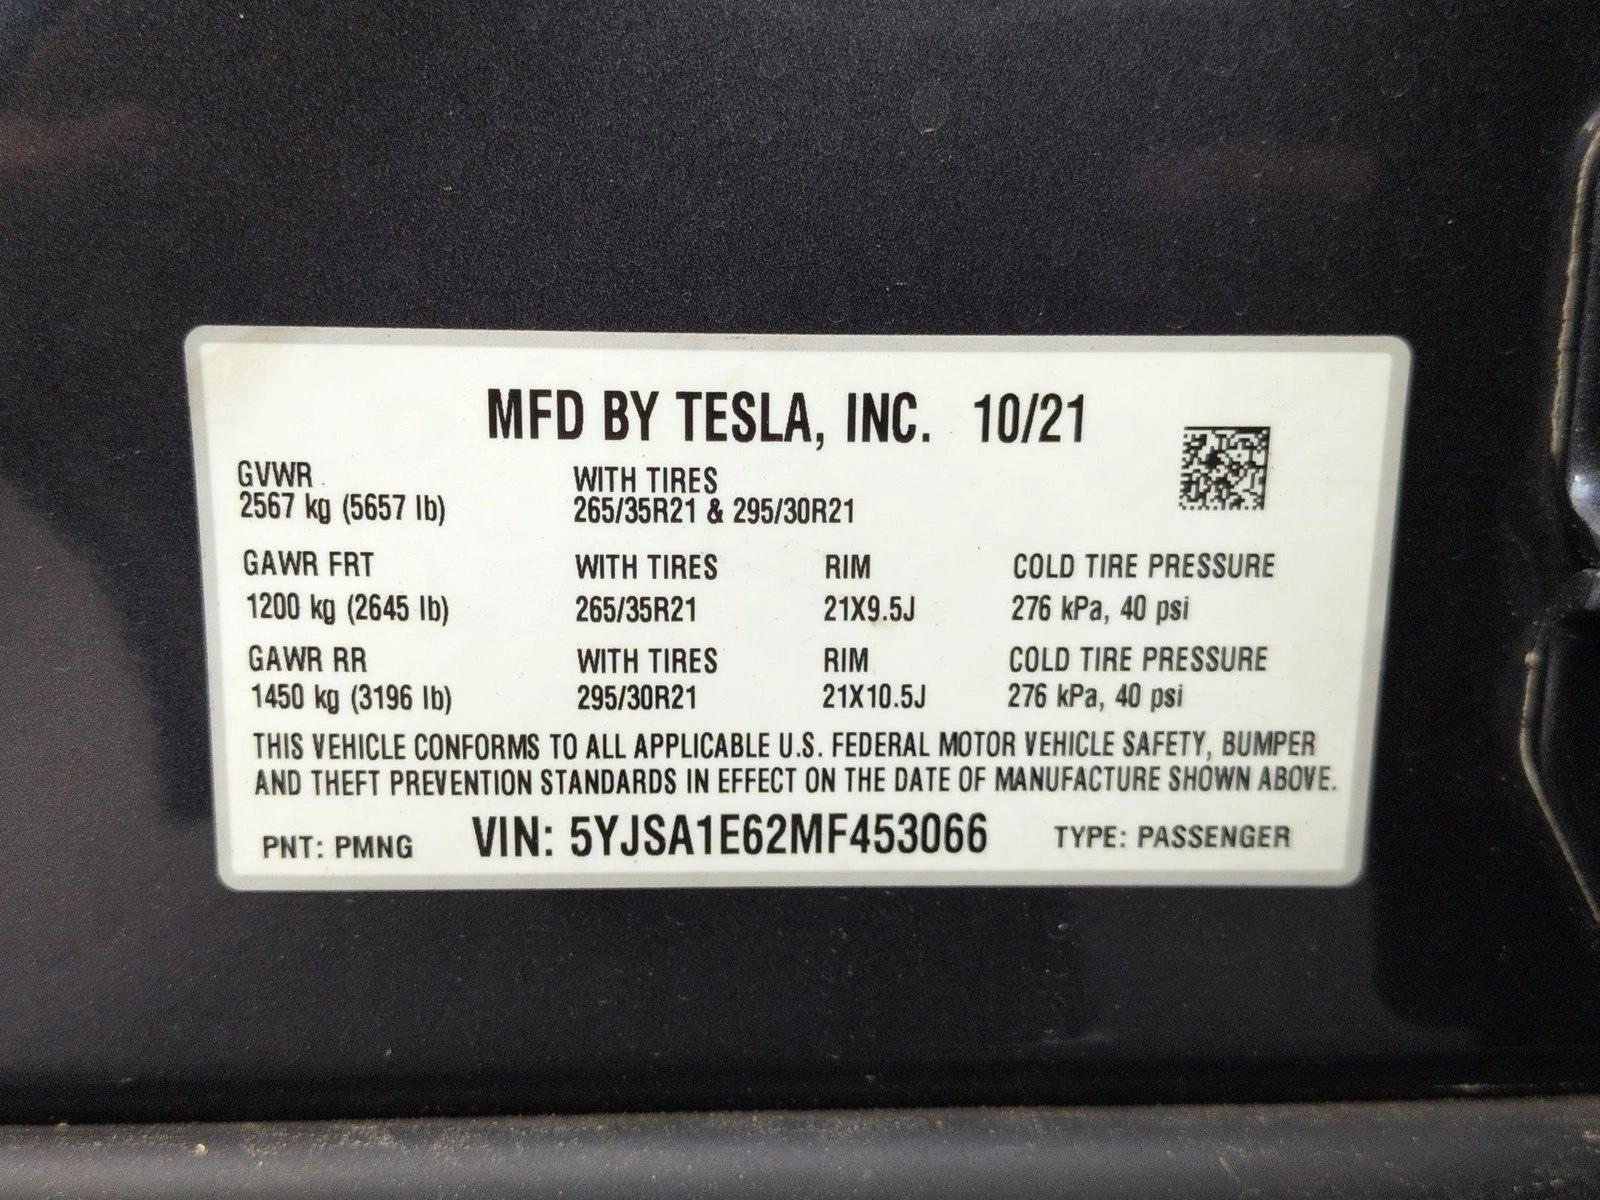 MFD BY TESLA, INC. 10/21
GVWR WITH TIRES
2567 kg (5657 lb) 265/35R21 & 295/30R21
GAWR FRT WITH TIRES RIM COLD TIRE PRESSURE
1200 kg (2645 lb) 265/35R21 21X9.5J 276 kPa, 40 psi
GAWR RR WITH TIRES RIM COLD TIRE PRESSURE
1450 kg (3196 lb) 295/30R21 21X10.5J 276 kPa, 40 psi
THIS VEHICLE CONFORMS TO ALL APPLICABLE U.S. FEDERAL MOTOR VEHICLE SAFETY, BUMPER
AND THEFT PREVENTION STANDARDS IN EFFECT ON THE DATE OF MANUFACTURE SHOWN ABOVE.
PNT: PMNG VIN: 5YJSA1E62MF453066 TYPE: PASSENGER